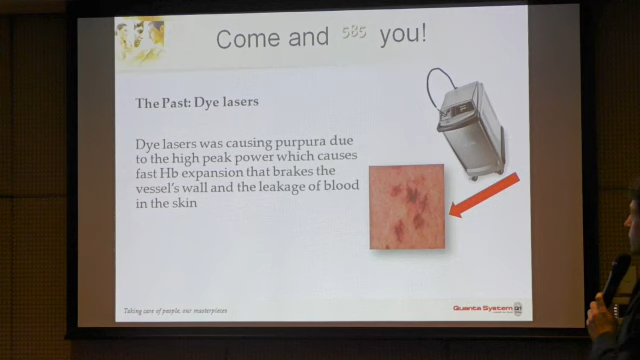 Come and 585 you!
The Past: Dye lasers
Dye lasers was causing purpura due
to the high peak power which causes
fast Hb expansion that brakes the
vessel's wall and the leakage of blood
in the skin
Taking care of people, our masterpieces
Quanta System